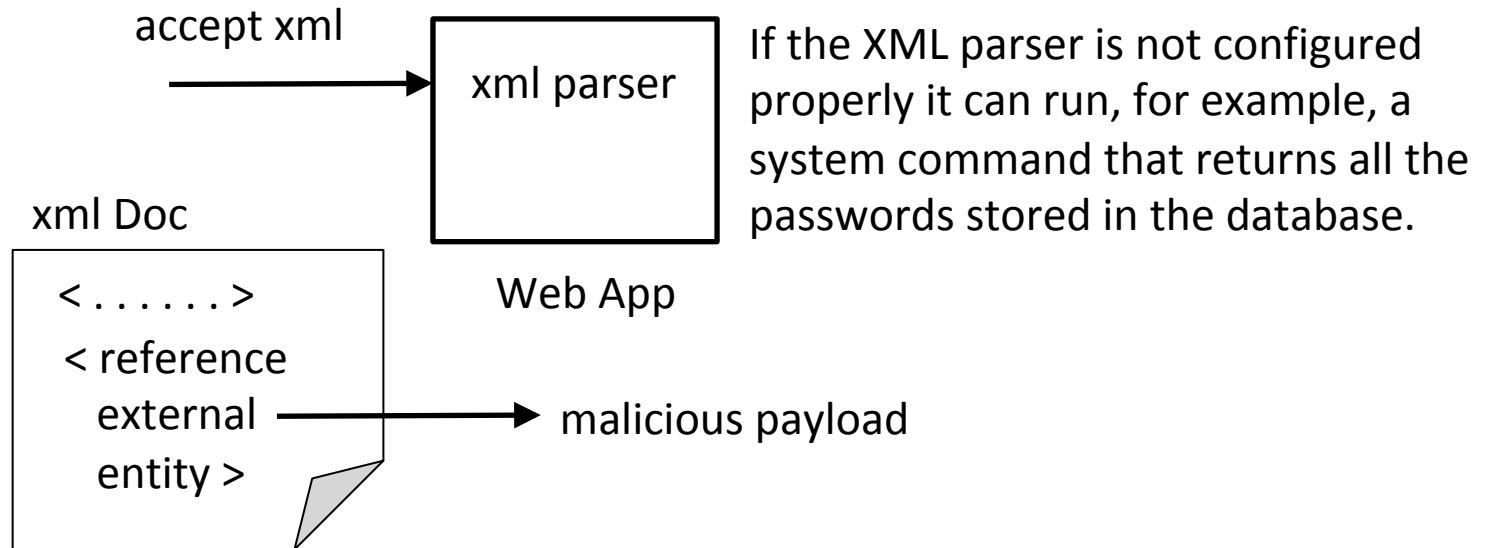 accept xml
xml parser
Web App
If the XML parser is not configured
properly it can run, for example, a
system command that returns all the
passwords stored in the database.
xml Doc
< . . . . . . >
< reference
external
entity >
malicious payload